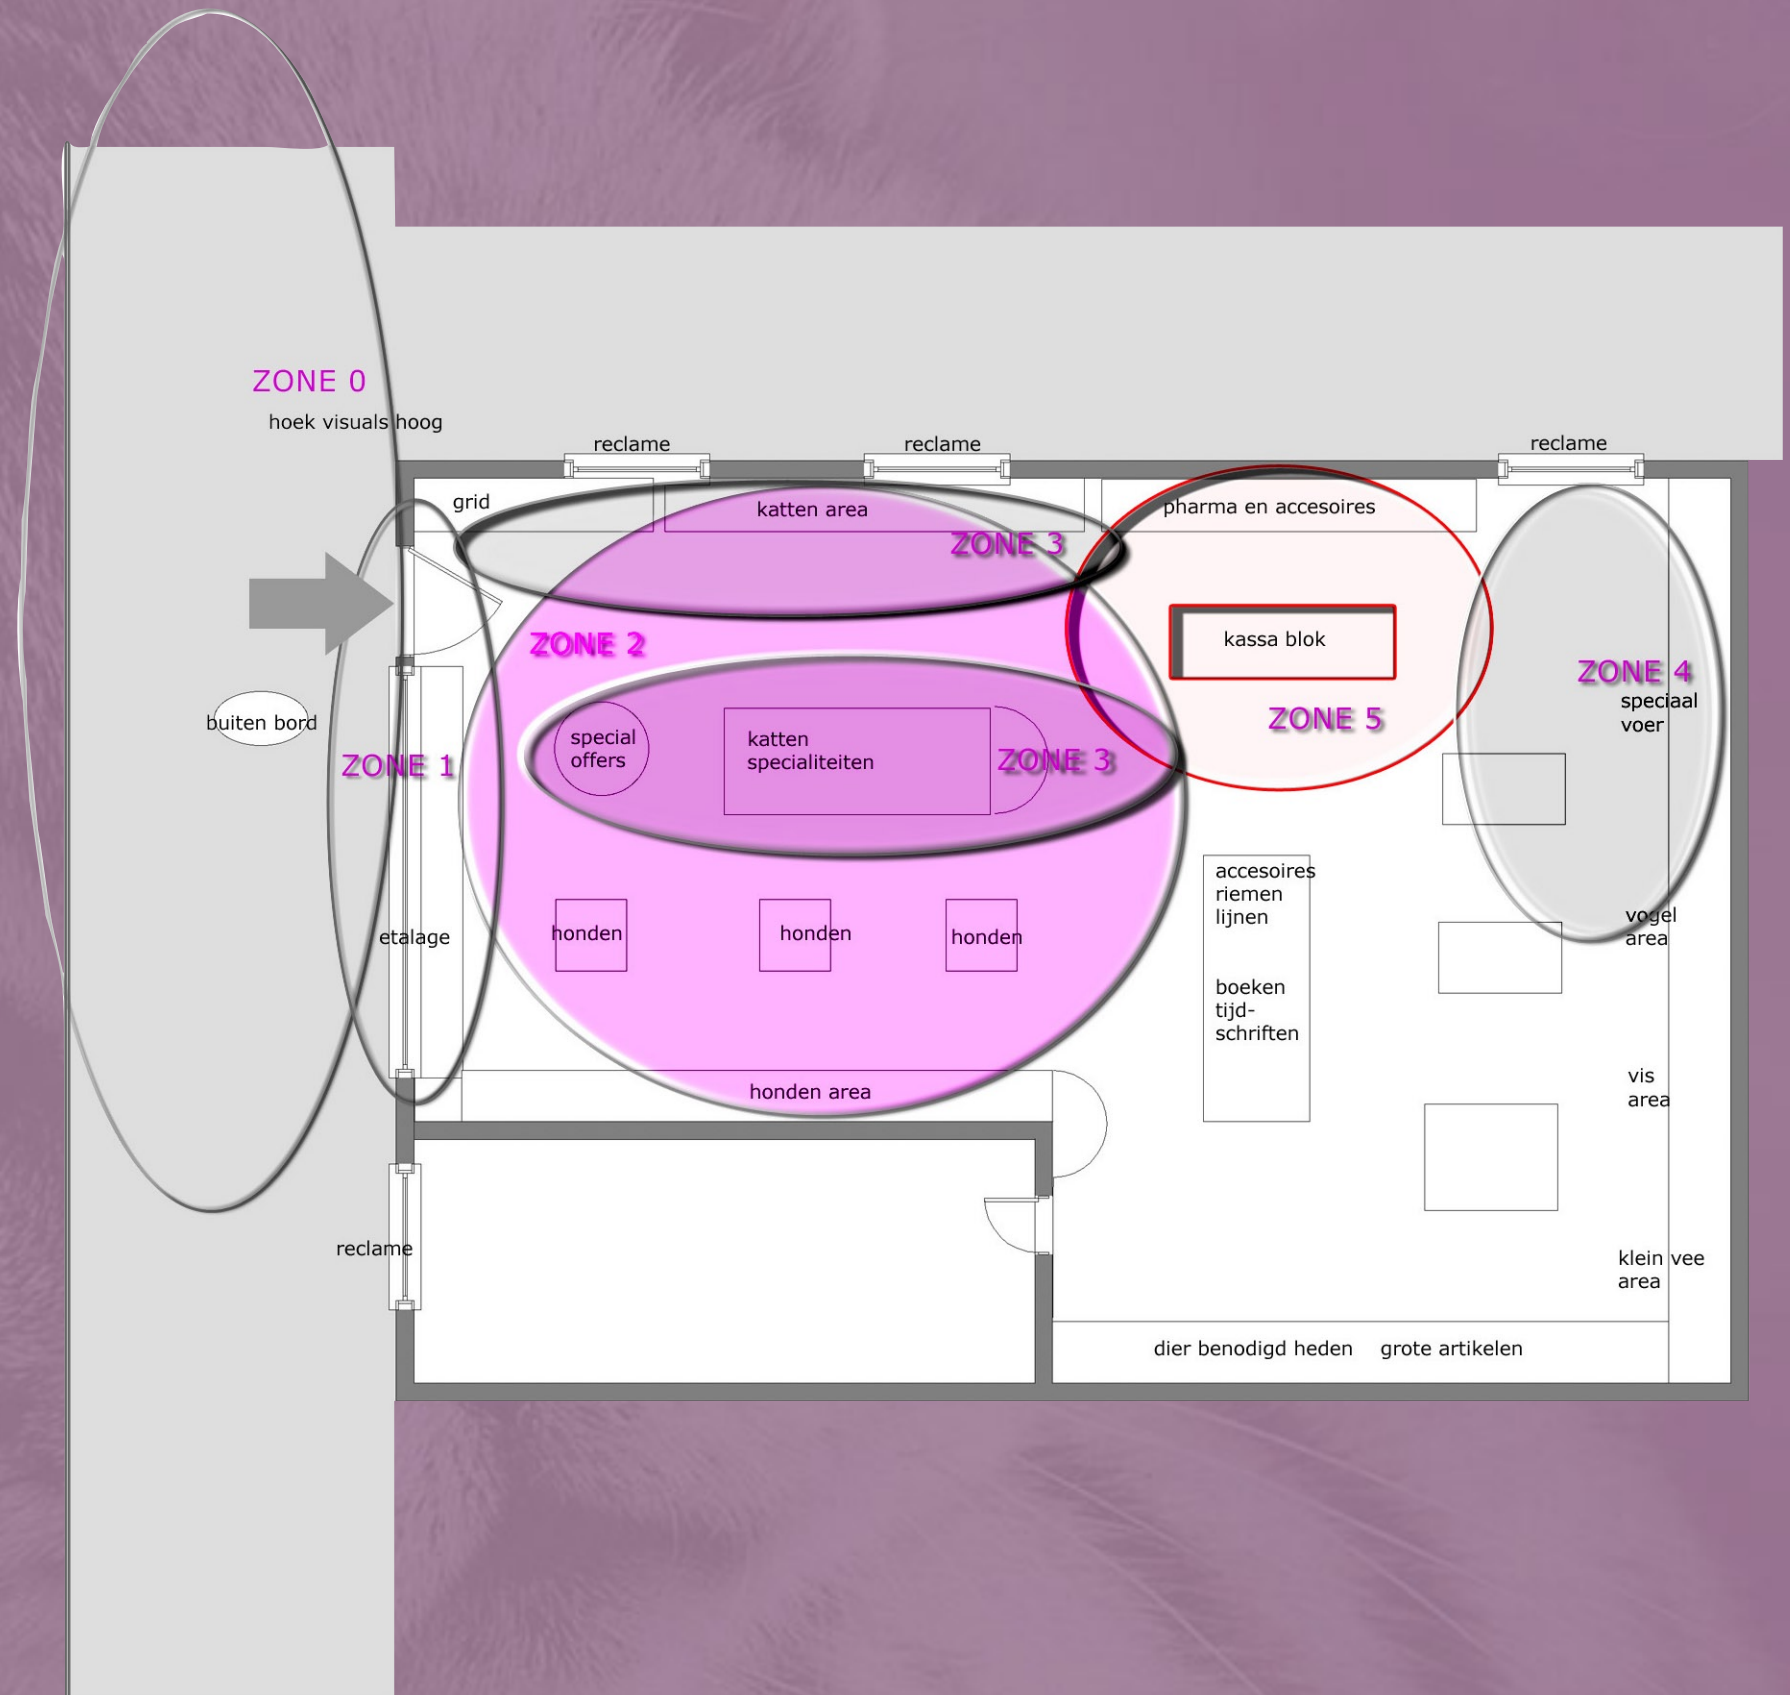 ZONE 0
hoek visuals hoog
reclame
reclame
reclame
grid
katten area
pharma en accesoires
ZONE 3
ZONE 2
kassa blok
ZONE 4
speciaal
voer
ZONE 5
buiten bord
ZONE 1
special
offers
katten
specialiteiten
ZONE 3
accesoires
riemen
lijnen
boeken
tijd-
schriften
etalage
honden
honden
honden
vogel
area
vis
area
honden area
reclame
klein vee
area
dier benodigd heden grote artikelen